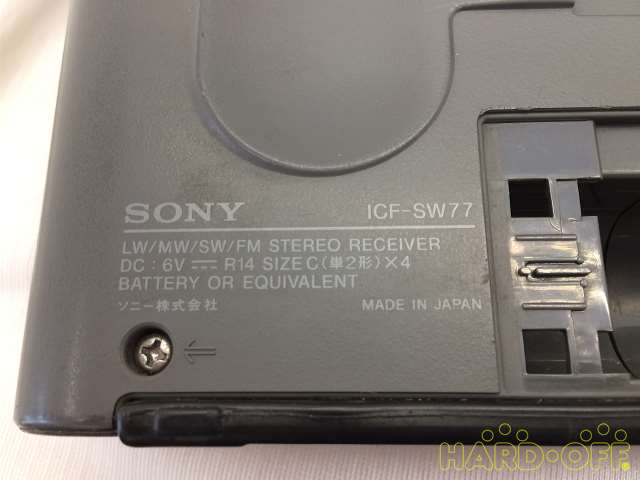 SONY ICF-SW77
LW/MW/SW/FM STEREO RECEIVER
DC : 6V ⎓ R14 SIZE C (単2形)×4
BATTERY OR EQUIVALENT
ソニー株式会社 MADE IN JAPAN
HARD·OFF